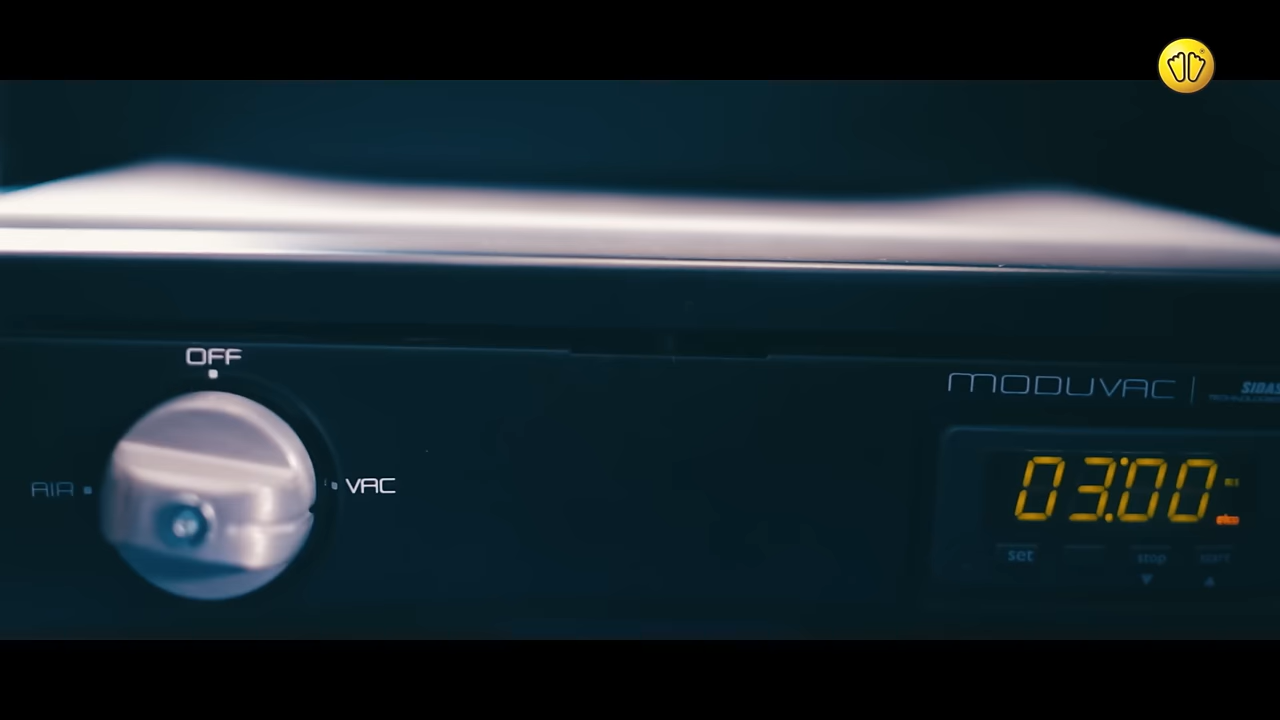 OFF
AIR
VAC
MODUVAC | SIDAS
03:00
set
stop
start